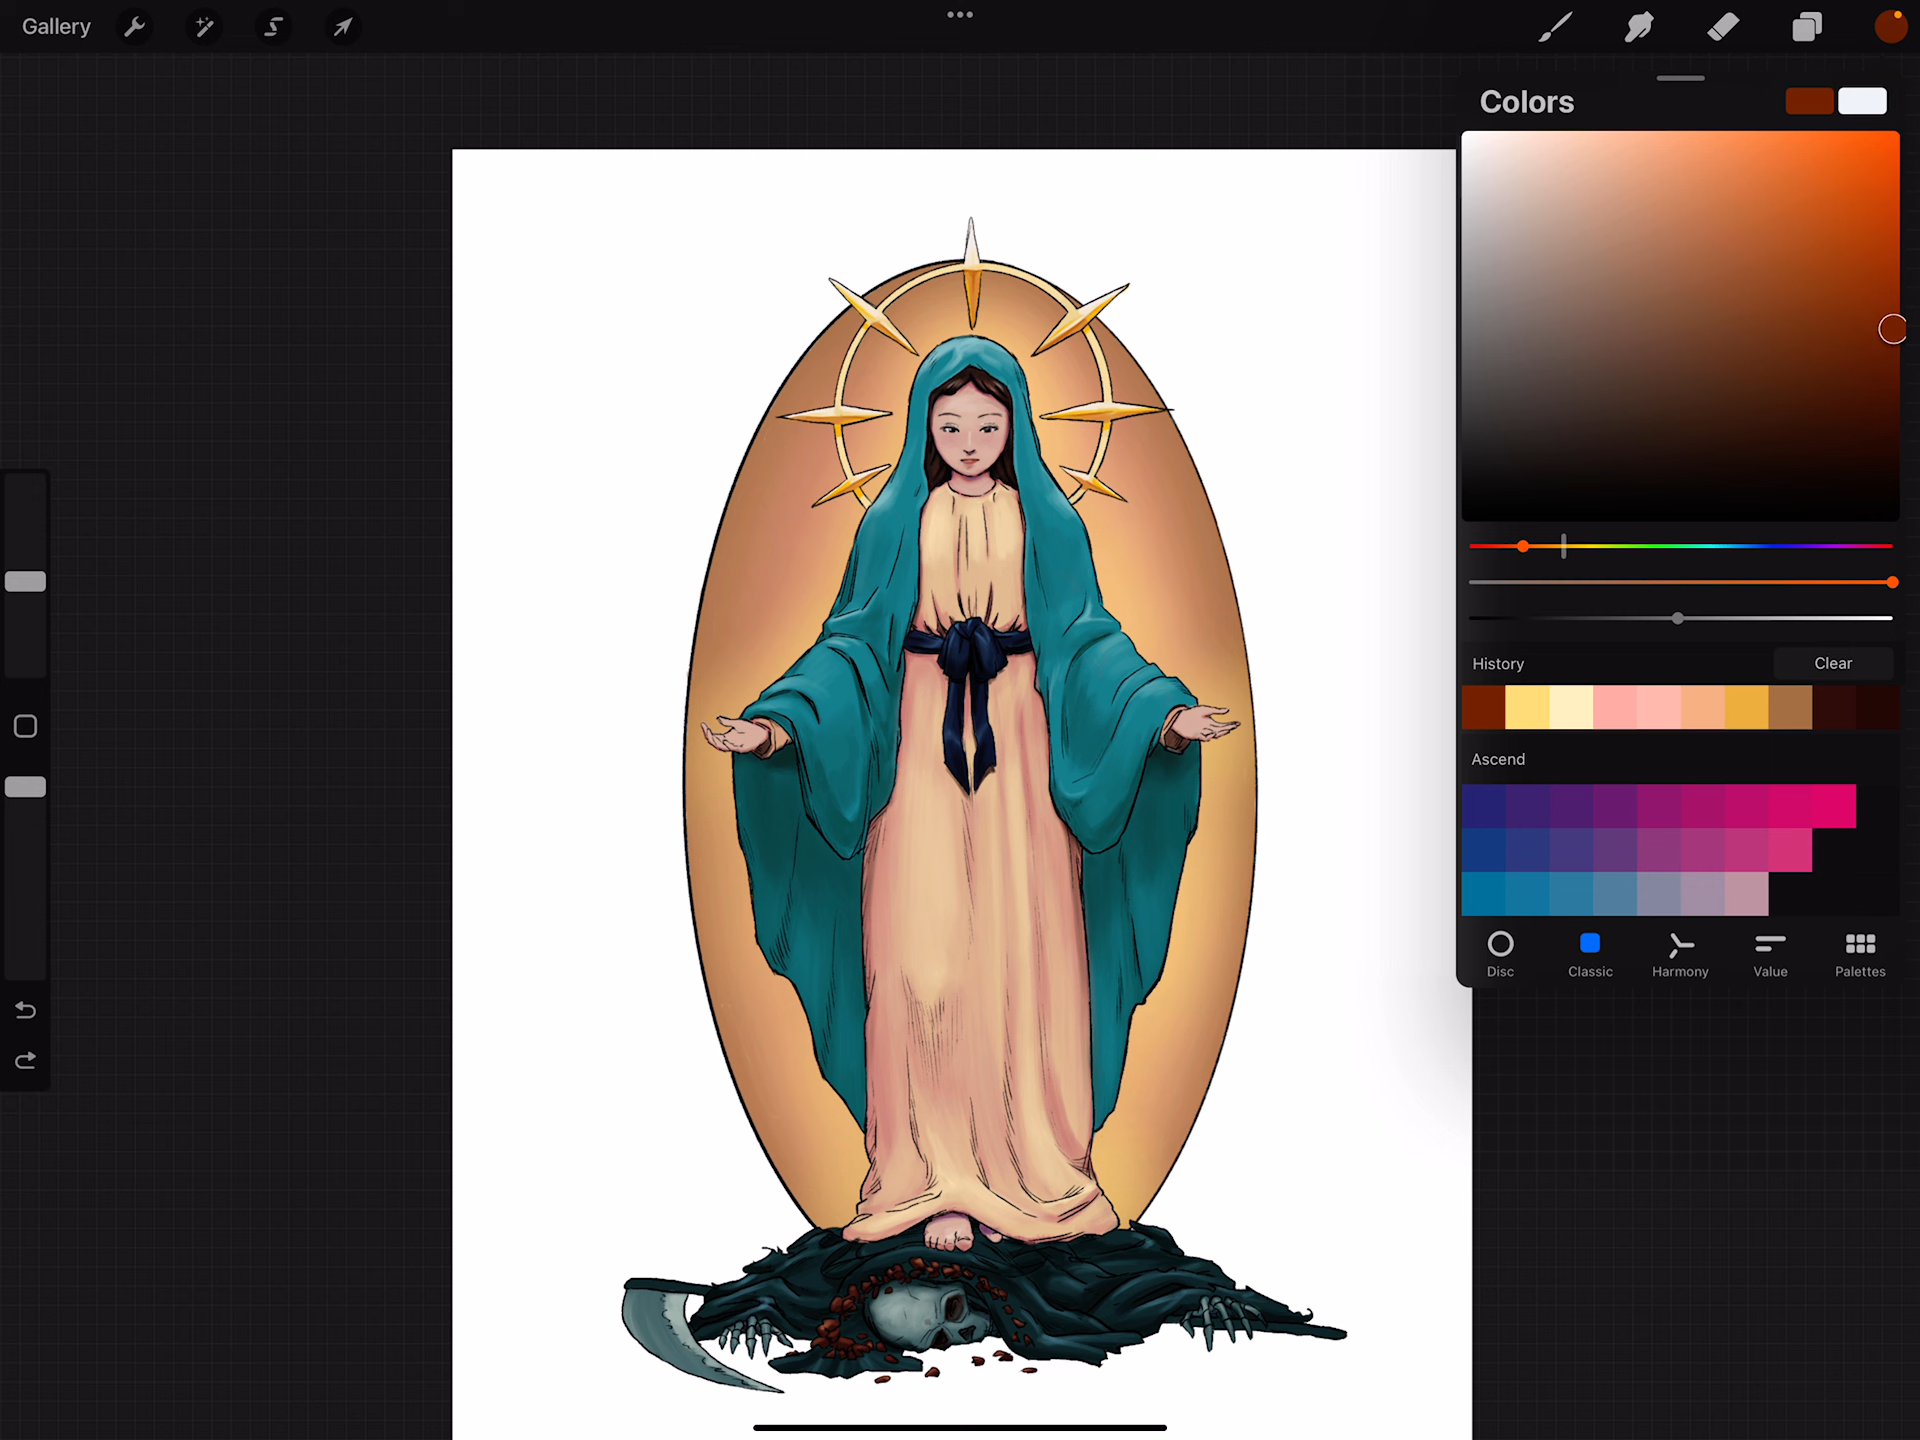 Gallery
Colors
History
Clear
Ascend
Disc
Classic
Harmony
Value
Palettes